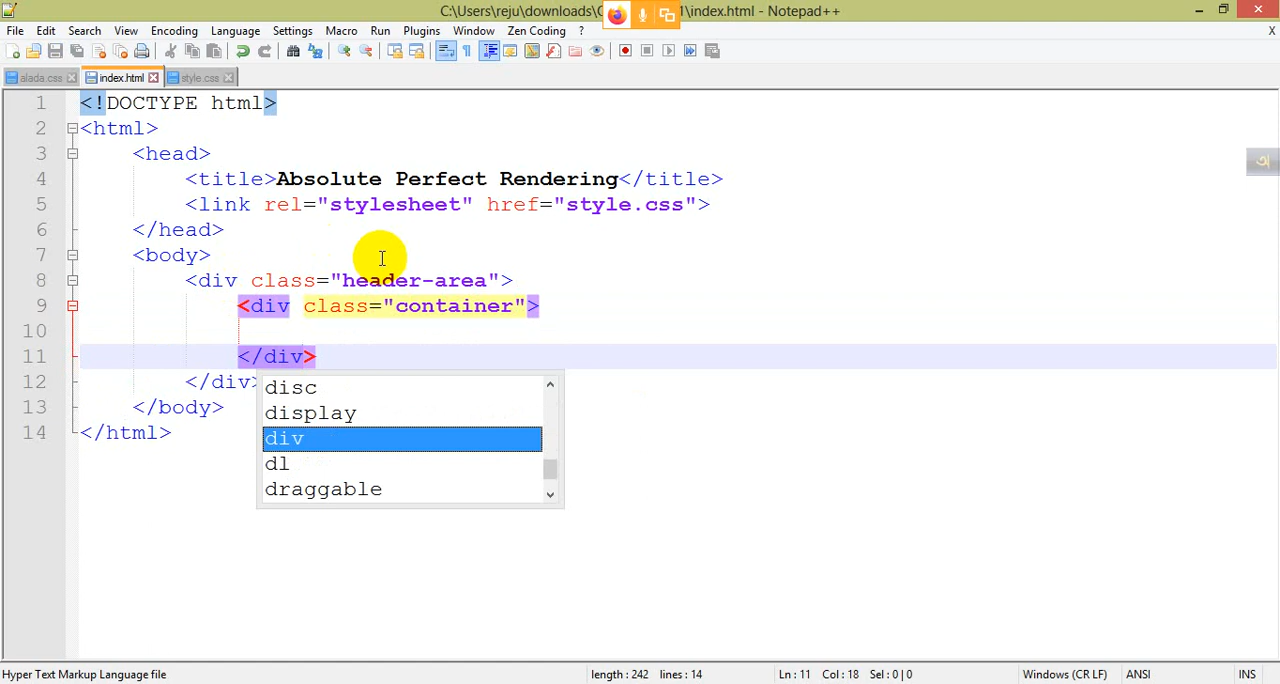 C:\Users\reju\downloads\C 1\index.html - Notepad++
File Edit Search View Encoding Language Settings Macro Run Plugins Window Zen Coding ? X
alada.css index.html style.css
1 <!DOCTYPE html>
2 <html>
3 <head>
4 <title>Absolute Perfect Rendering</title>
5 <link rel="stylesheet" href="style.css">
6 </head>
7 <body>
8 <div class="header-area">
9 <div class="container">
10
11 </div>
12 </div>
13 </body>
14 </html>
disc
display
div
dl
draggable
অ
Hyper Text Markup Language file length : 242 lines : 14 Ln : 11 Col : 18 Sel : 0 | 0 Windows (CR LF) ANSI INS